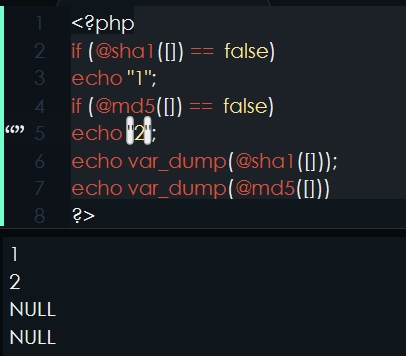 1 <?php
2 if (@sha1([]) == false)
3 echo "1";
4 if (@md5([]) == false)
“” 5 echo "2";
6 echo var_dump(@sha1([]));
7 echo var_dump(@md5([]))
8 ?>
1
2
NULL
NULL